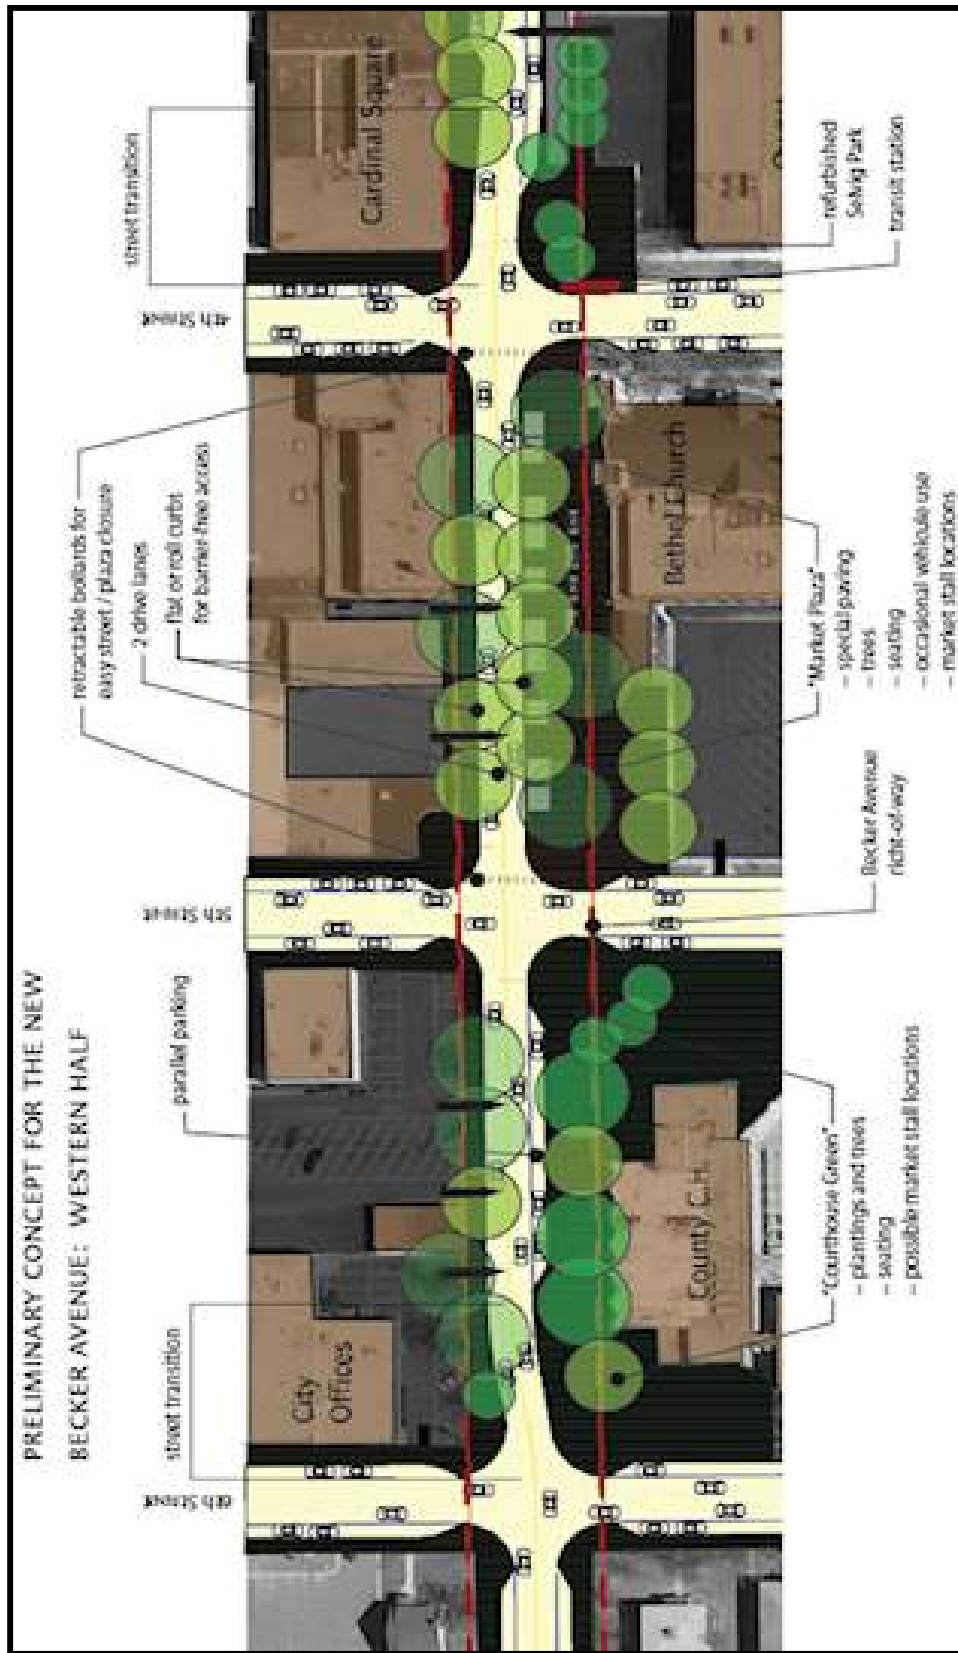 PRELIMINARY CONCEPT FOR THE NEW
BECKER AVENUE: WESTERN HALF
street transition
parallel parking
retractable bollards for
easy street / plaza closure
2 drive lanes
flat or roll curbs
for barrier-free access
street transition
6th Street
5th Street
4th Street
City
Offices
Cardinal Square
County C.H.
Bethel Church
"Courthouse Green"
– plantings and trees
– seating
– possible market stall locations
Becker Avenue
right-of-way
"Market Plaza"
– special paving
– trees
– seating
– occasional vehicule use
– market stall locations
refurbished
Selvig Park
transit station